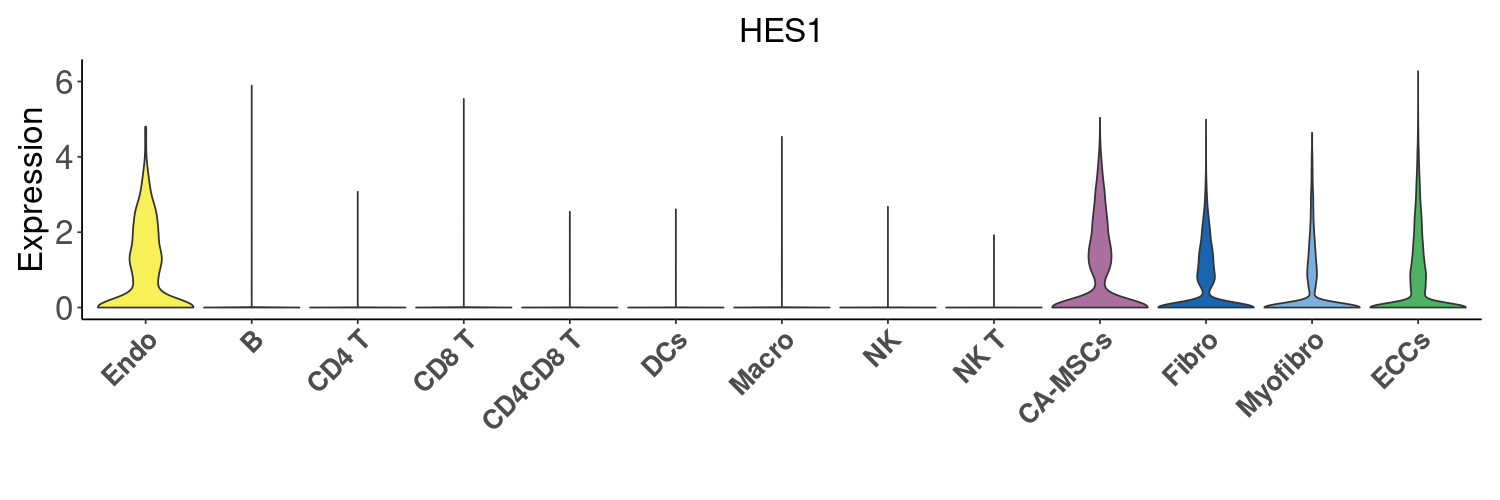 HES1
Expression
6
4
2
0
Endo
B
CD4 T
CD8 T
CD4CD8 T
DCs
Macro
NK
NK T
CA-MSCs
Fibro
Myofibro
ECCs